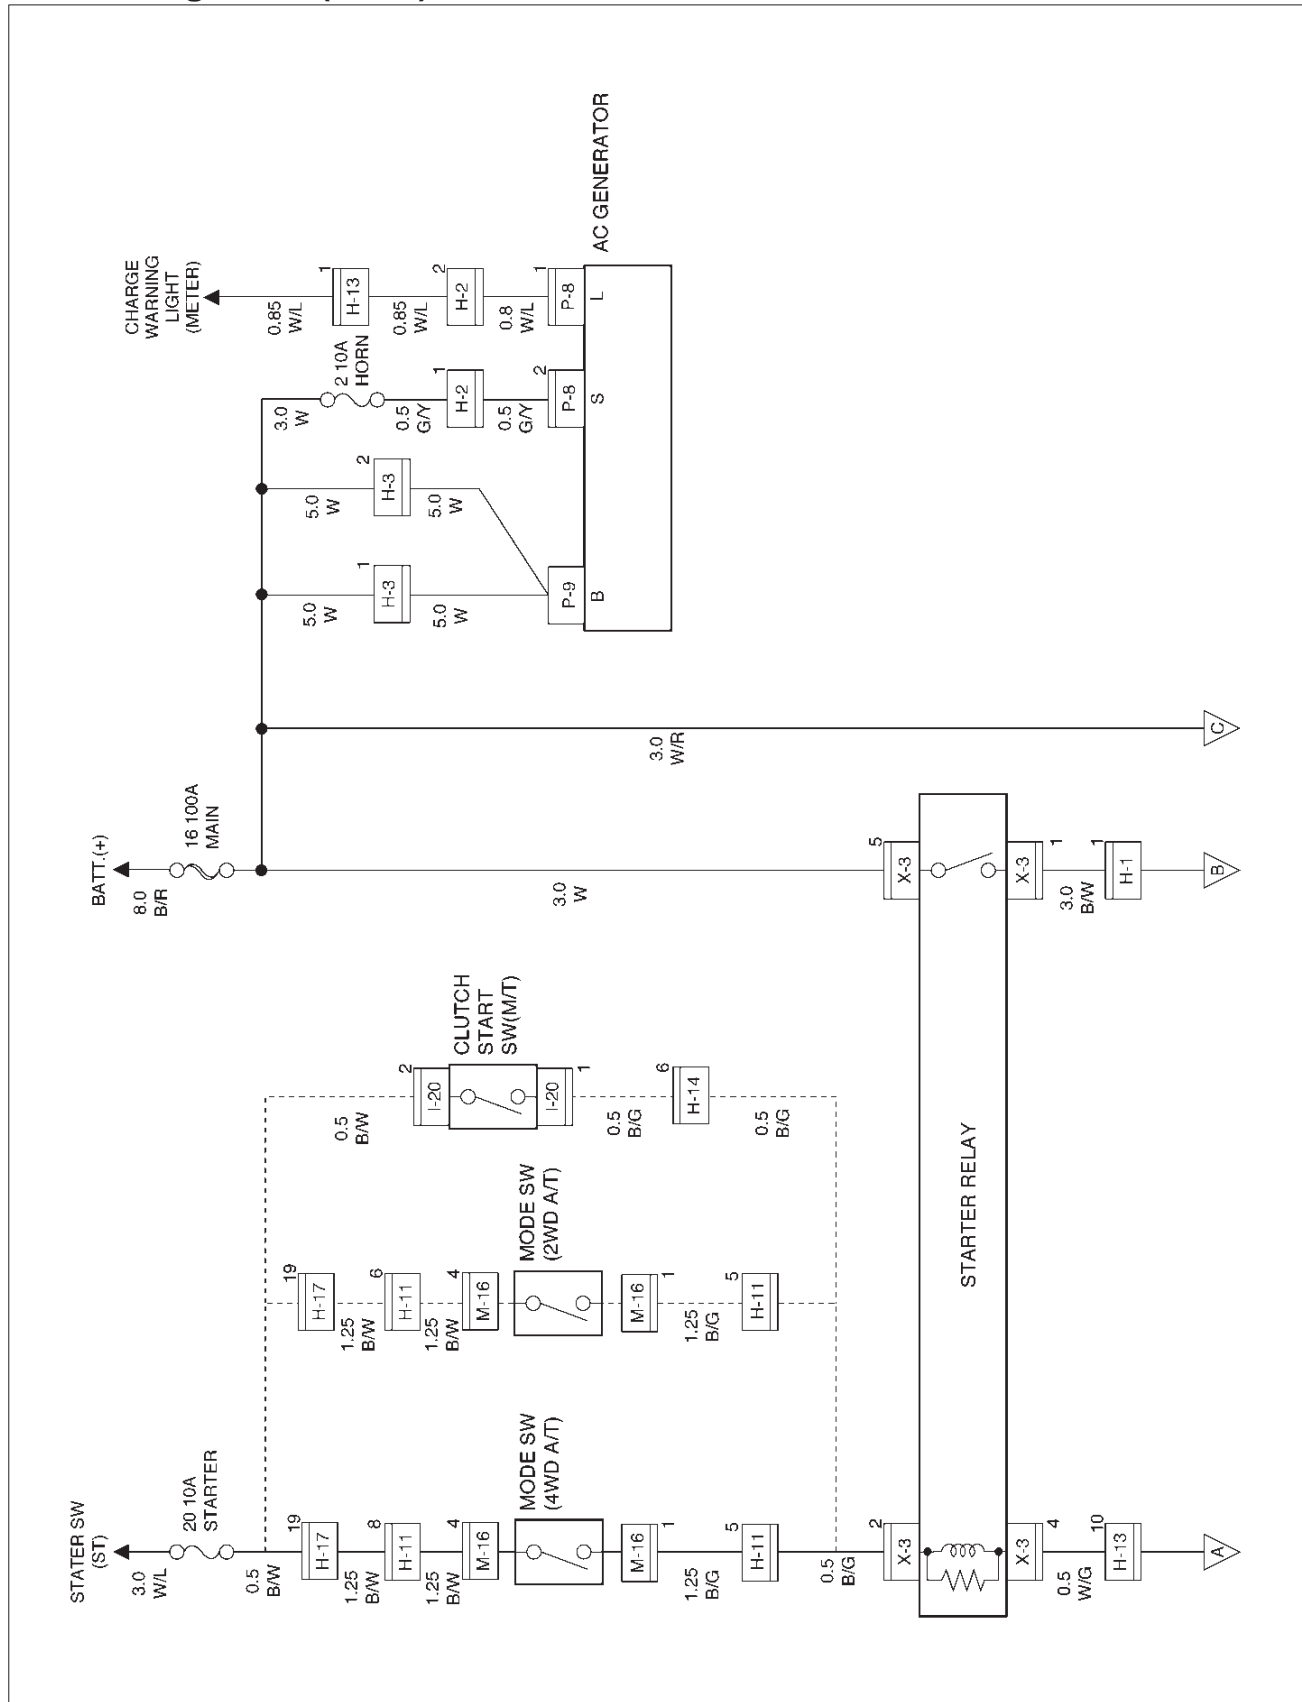 CHARGE
WARNING
LIGHT
(METER)
0.85
W/L
1
H-13
0.85
W/L
2
H-2
0.8
W/L
1
P-8
L
AC GENERATOR
2 10A
HORN
3.0
W
0.5
G/Y
1
H-2
0.5
G/Y
2
P-8
S
5.0
W
2
H-3
5.0
W
5.0
W
1
H-3
5.0
W
P-9
B
3.0
W/R
C
BATT.(+)
8.0
B/R
16 100A
MAIN
3.0
W
5
X-3
X-3
1
3.0
B/W
1
H-1
B
CLUTCH
START
SW(M/T)
0.5
B/W
2
I-20
I-20
1
0.5
B/G
6
H-14
0.5
B/G
MODE SW
(2WD A/T)
19
H-17
1.25
B/W
6
H-11
1.25
B/W
4
M-16
M-16
1
1.25
B/G
5
H-11
STARTER RELAY
STATER SW
(ST)
3.0
W/L
20 10A
STARTER
0.5
B/W
19
H-17
1.25
B/W
8
H-11
1.25
B/W
4
M-16
MODE SW
(4WD A/T)
M-16
1
1.25
B/G
5
H-11
0.5
B/G
2
X-3
X-3
4
0.5
W/G
10
H-13
A